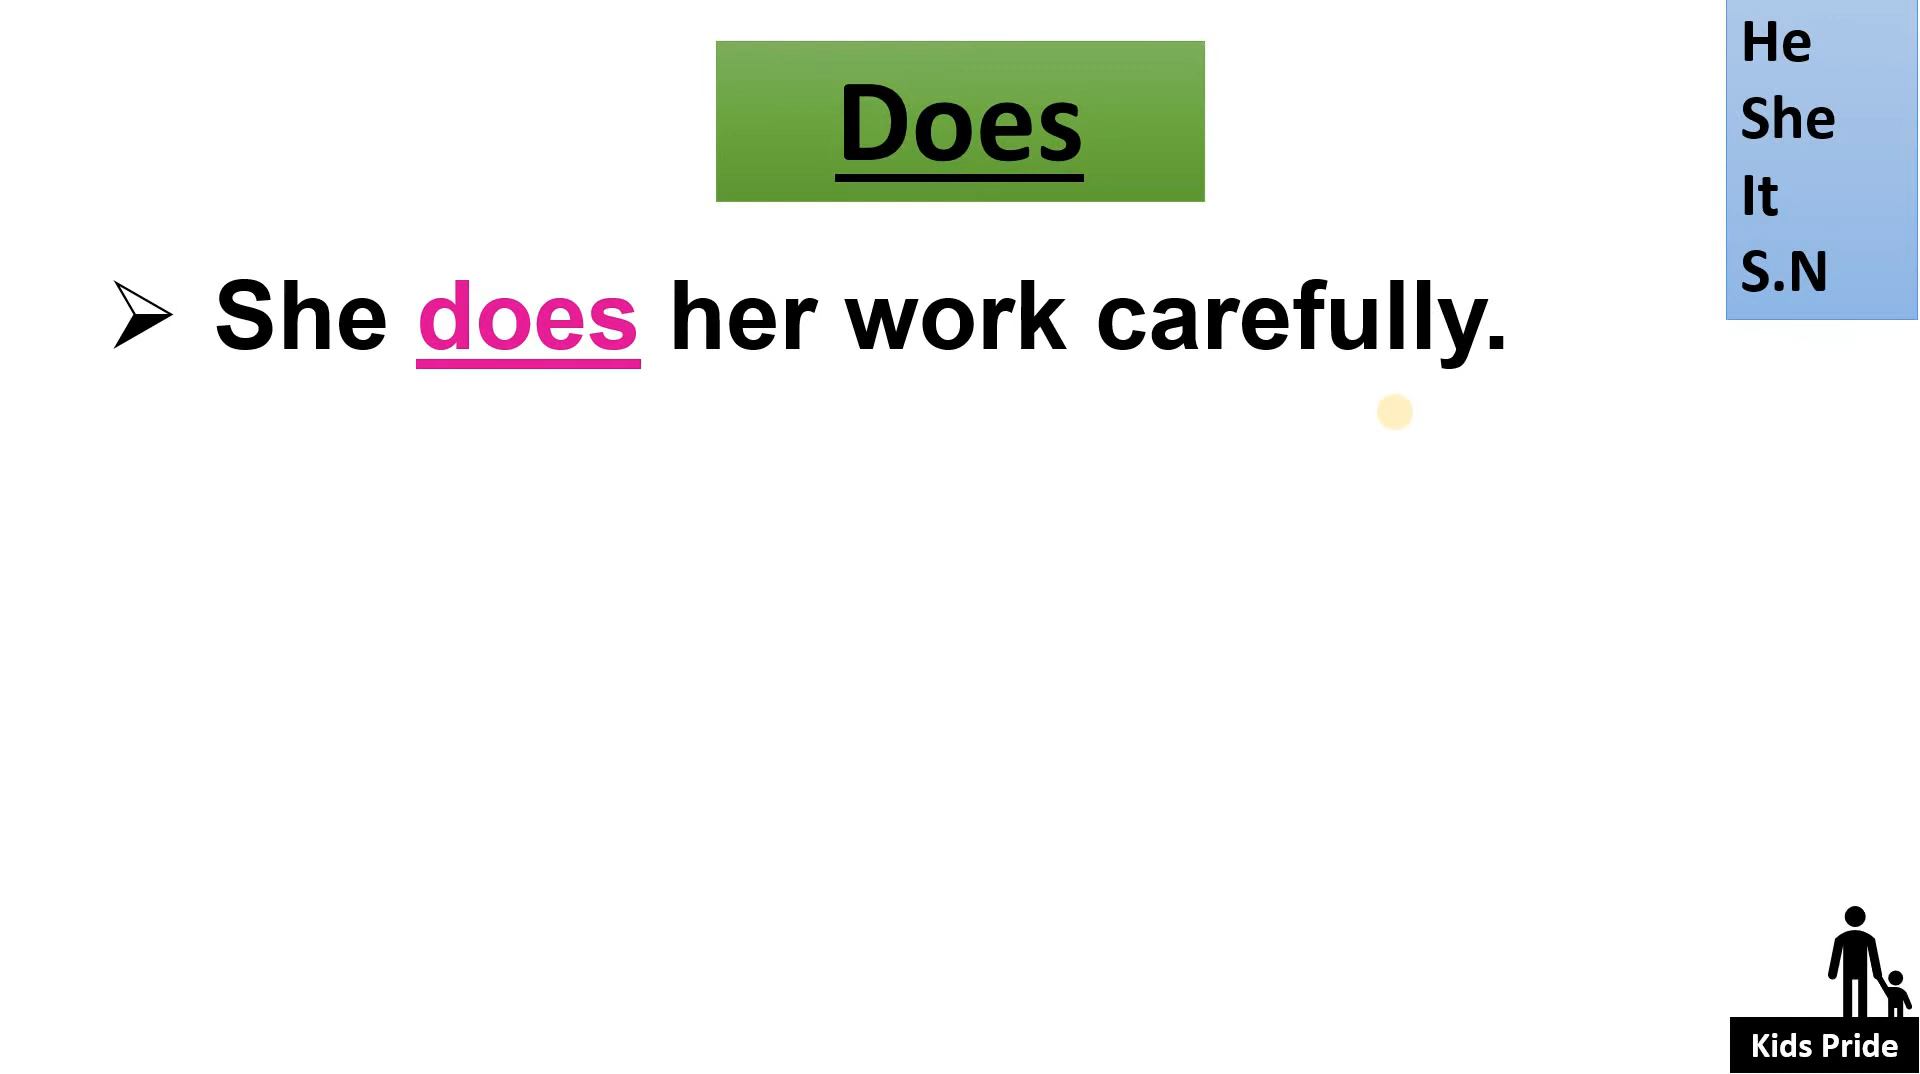 Does
He
She
It
S.N
She does her work carefully.
Kids Pride